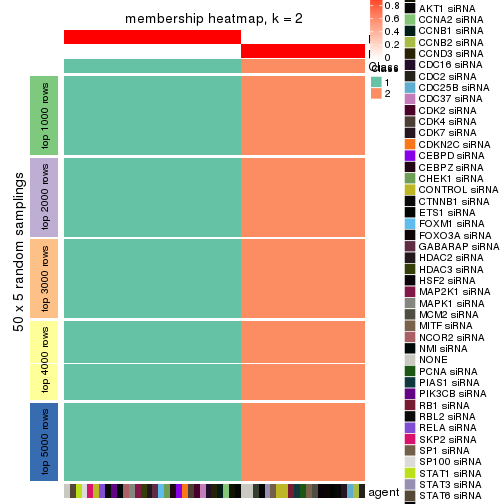 membership heatmap, k = 2
50 x 5 random samplings
top 1000 rows
top 2000 rows
top 3000 rows
top 4000 rows
top 5000 rows
0.8
0.6
0.4
0.2
0
Class
1
2
agent
AKT1 siRNA
CCNA2 siRNA
CCNB1 siRNA
CCNB2 siRNA
CCND3 siRNA
CDC16 siRNA
CDC2 siRNA
CDC25B siRNA
CDC37 siRNA
CDK2 siRNA
CDK4 siRNA
CDK7 siRNA
CDKN2C siRNA
CEBPD siRNA
CEBPZ siRNA
CHEK1 siRNA
CONTROL siRNA
CTNNB1 siRNA
ETS1 siRNA
FOXM1 siRNA
FOXO3A siRNA
GABARAP siRNA
HDAC2 siRNA
HDAC3 siRNA
HSF2 siRNA
MAP2K1 siRNA
MAPK1 siRNA
MCM2 siRNA
MITF siRNA
NCOR2 siRNA
NMI siRNA
NONE
PCNA siRNA
PIAS1 siRNA
PIK3CB siRNA
RB1 siRNA
RBL2 siRNA
RELA siRNA
SKP2 siRNA
SP1 siRNA
SP100 siRNA
STAT1 siRNA
STAT3 siRNA
STAT6 siRNA